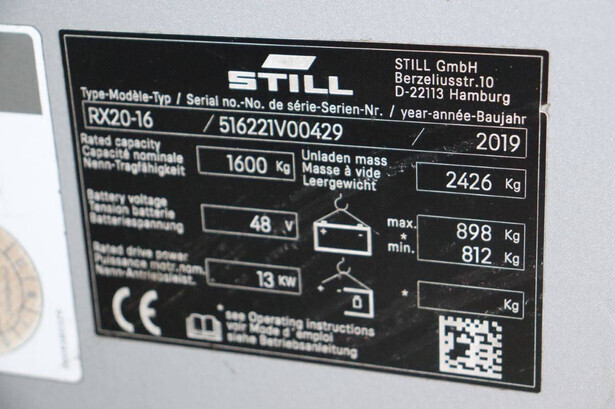 STILL
STILL GmbH
Berzeliusstr.10
D-22113 Hamburg
Type-Modèle-Typ / Serial no.-No. de série-Serien-Nr. / year-année-Baujahr
RX20-16 / 516221V00429 / 2019
Rated capacity
Capacité nominale
Nenn-Tragfähigkeit
1600 Kg
Unladen mass
Masse à vide
Leergewicht
2426 Kg
Battery voltage
Tension batterie
Batteriespannung
48 V
+ -
max.
*
min.
898 Kg
812 Kg
Rated drive power
Puissance motr.nom.
Nenn-Antriebsleist.
13 KW
+
* Kg
CE
*see Operating instructions
voir Mode d'emploi
siehe Betriebsanleitung